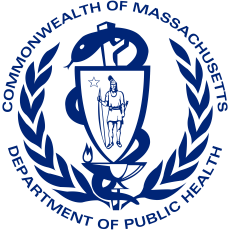 COMMONWEALTH OF MASSACHUSETTS
DEPARTMENT OF PUBLIC HEALTH